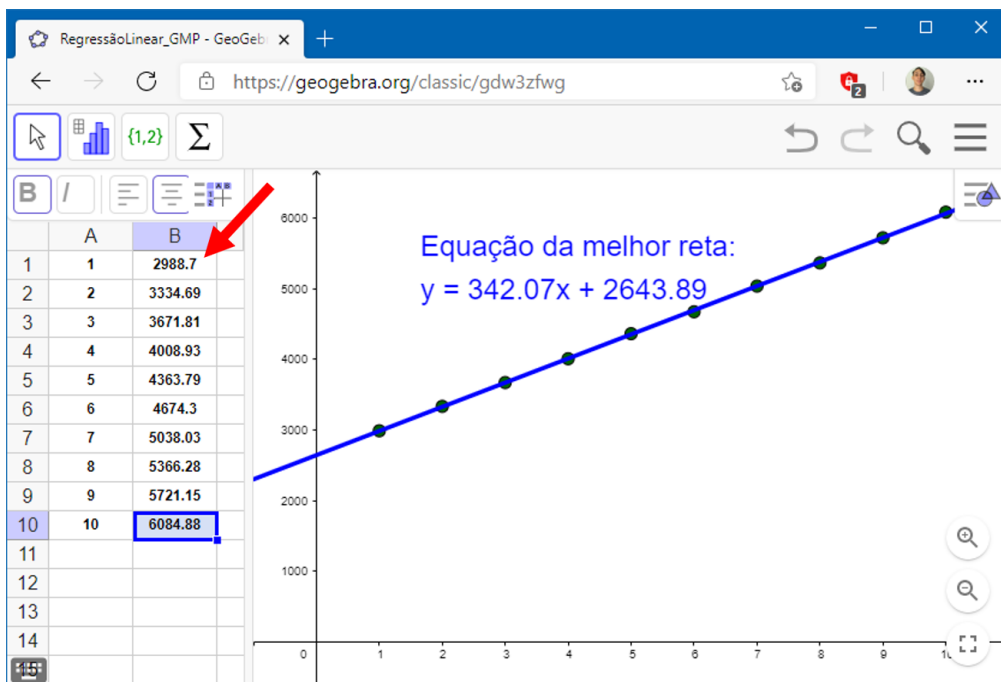 RegressãoLinear_GMP - GeoGeb
https://geogebra.org/classic/gdw3zfwg
2
{1,2} Σ
B I
A B
1 1 2988.7
2 2 3334.69
3 3 3671.81
4 4 4008.93
5 5 4363.79
6 6 4674.3
7 7 5038.03
8 8 5366.28
9 9 5721.15
10 10 6084.88
11
12
13
14
15
Equação da melhor reta:
y = 342.07x + 2643.89
6000
5000
4000
3000
2000
1000
0 1 2 3 4 5 6 7 8 9